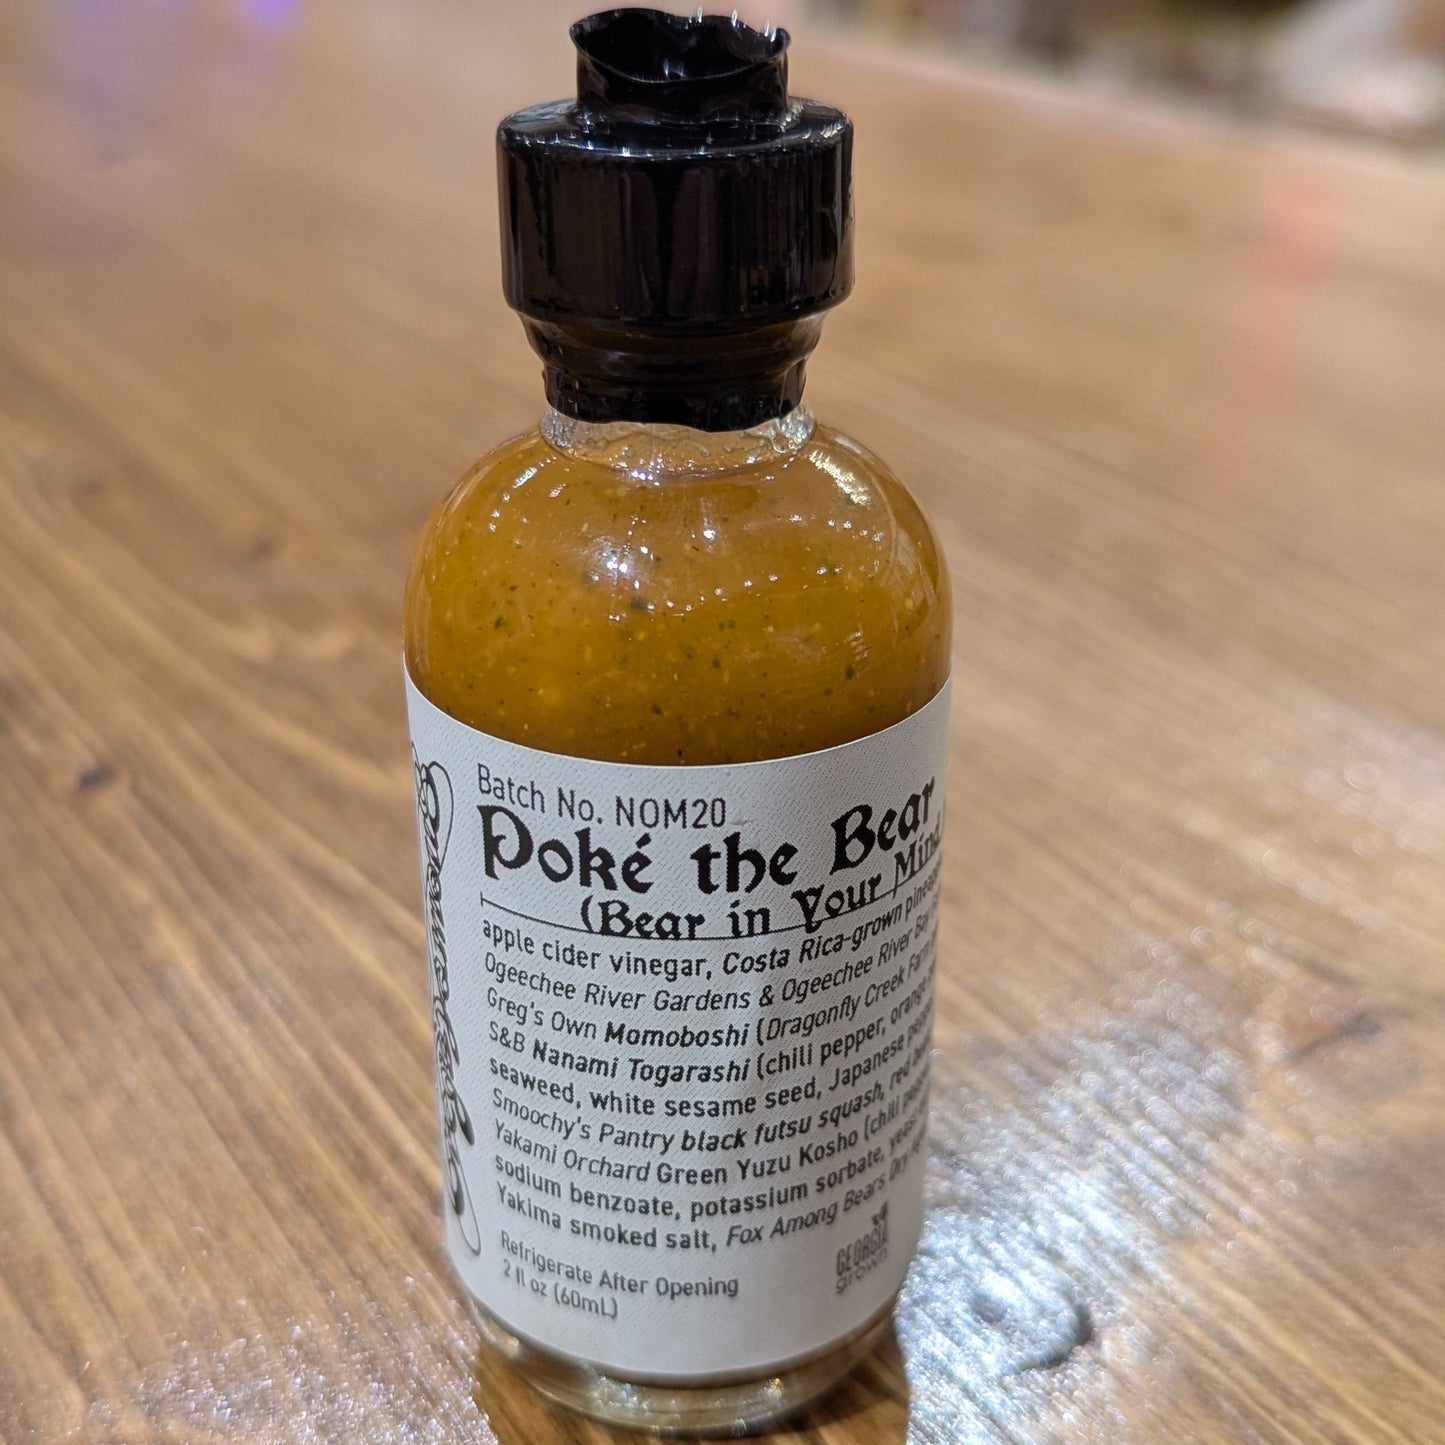 Batch No. NOM20
Poké the Bear
(Bear in Your Mind
apple cider vinegar, Costa Rica-grown
Ogeechee River Gardens & Ogeechee River Bay
Greg's Own Momoboshi (Dragonfly Creek Farm
S&B Nanami Togarashi (chili pepper, orange
seaweed, white sesame seed, Japanese
Smoochy's Pantry black futsu squash, red
Yakami Orchard Green Yuzu Kosho (chili
sodium benzoate, potassium sorbate,
Yakima smoked salt, Fox Among Bears Dry
Refrigerate After Opening
2 fl oz (60mL)
GEORGIA
grown